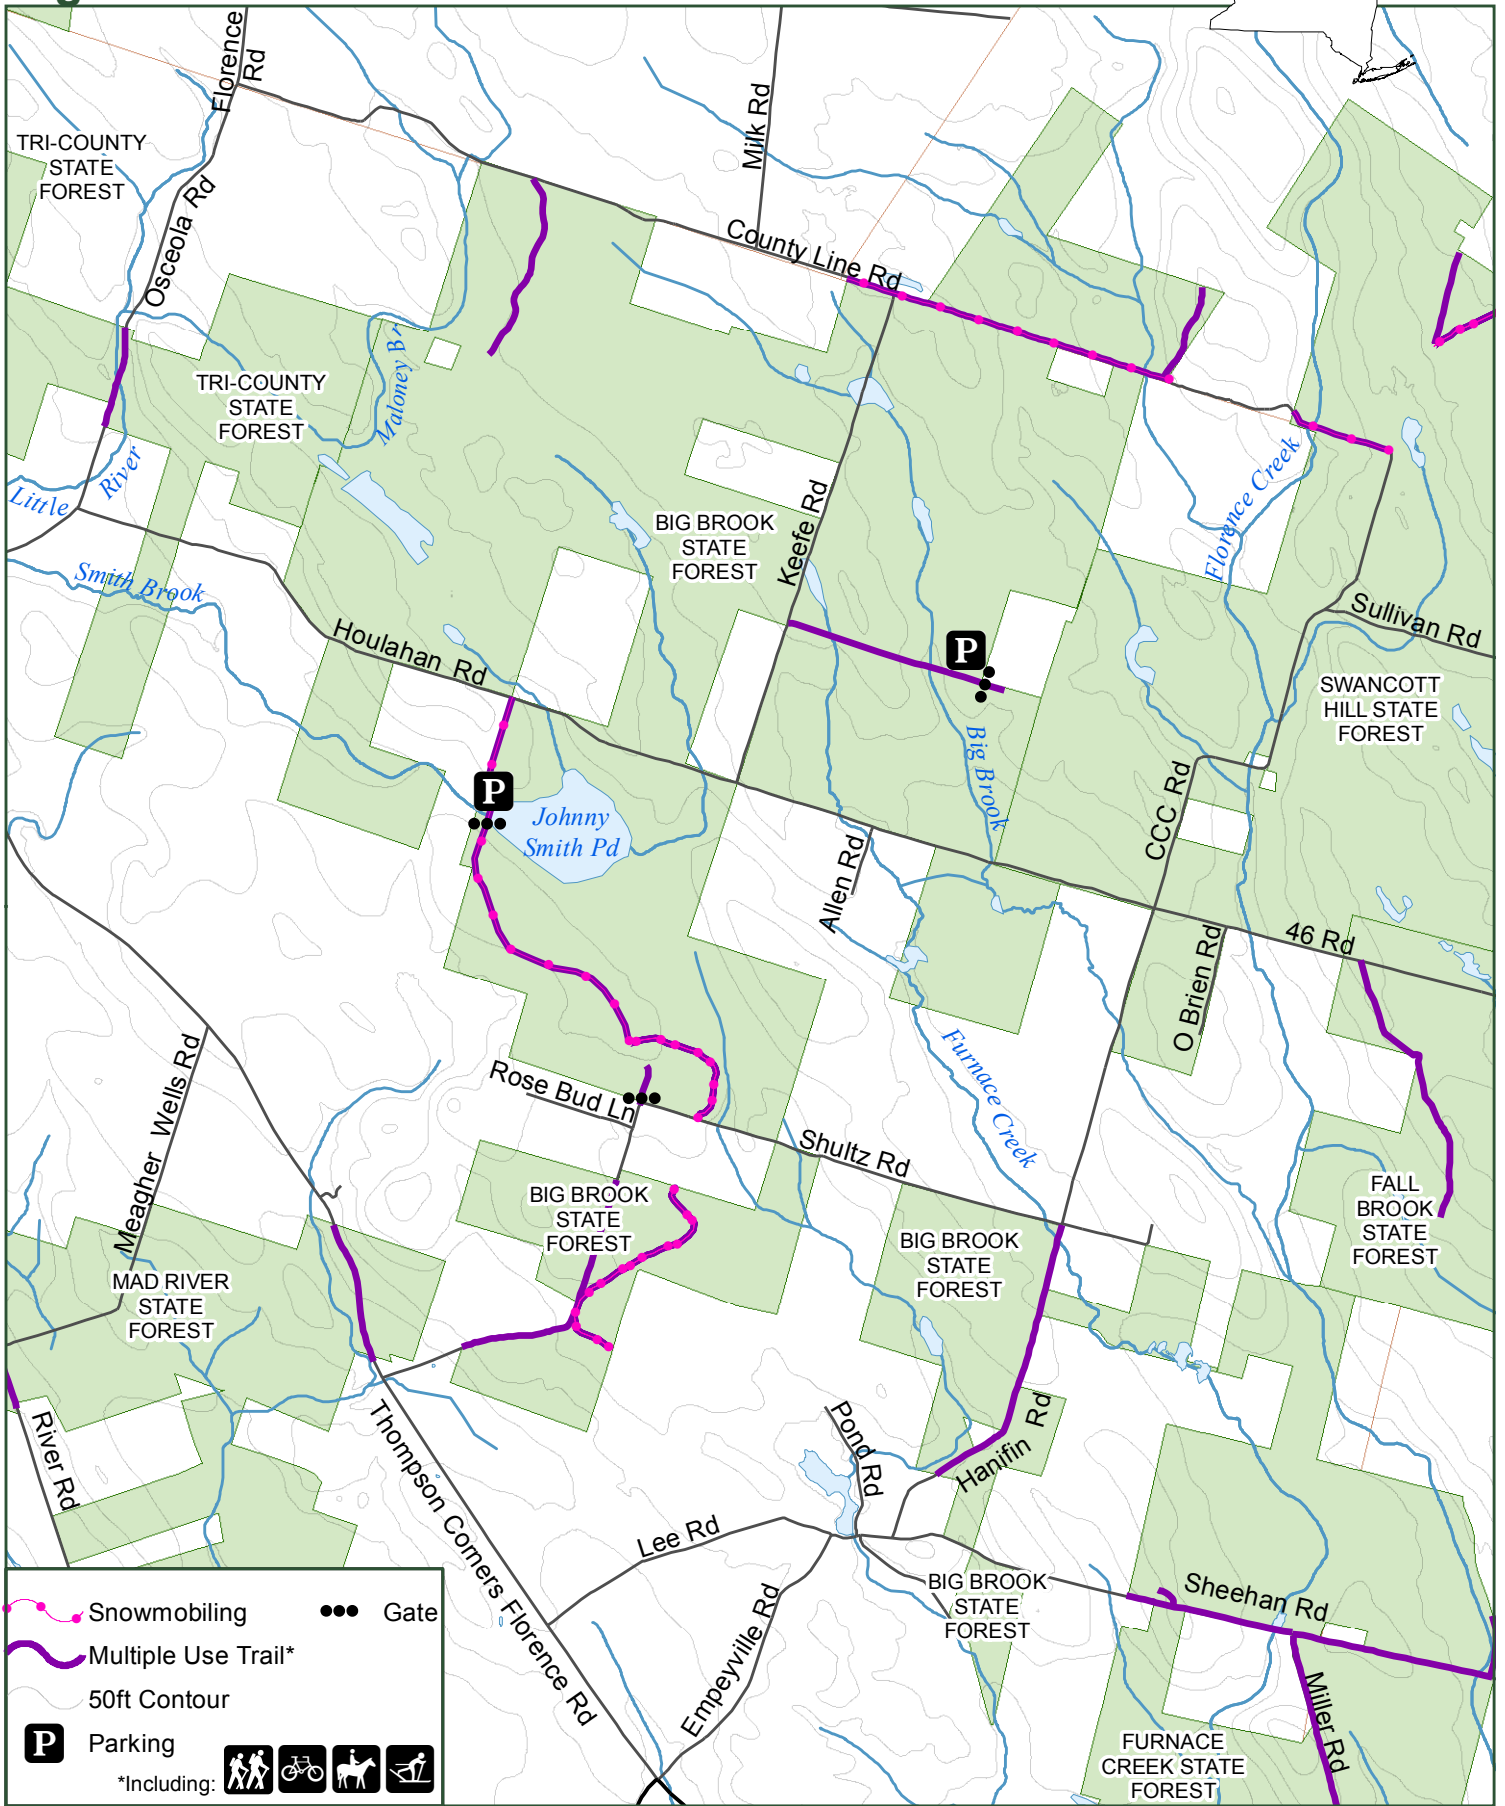 g
Florence
Rd
TRI-COUNTY
STATE
FOREST
Osceola Rd
Milk Rd
County Line Rd
TRI-COUNTY
STATE
FOREST
Maloney Br
Little
River
Smith Brook
BIG BROOK
STATE
FOREST
Keefe Rd
Florence Creek
Sullivan Rd
Houlahan Rd
P
SWANCOTT
HILL STATE
FOREST
P
Johnny
Smith Pd
Big Brook
CCC Rd
Allen Rd
46 Rd
O Brien Rd
Furnace Creek
Meagher Wells Rd
Rose Bud Ln
Shultz Rd
BIG BROOK
STATE
FOREST
BIG BROOK
STATE
FOREST
FALL
BROOK
STATE
FOREST
MAD RIVER
STATE
FOREST
River Rd
Thompson Corners Florence Rd
Pond Rd
Hanifin Rd
Lee Rd
Empeyville Rd
BIG BROOK
STATE
FOREST
Sheehan Rd
Miller Rd
FURNACE
CREEK STATE
FOREST
Snowmobiling
Gate
Multiple Use Trail*
50ft Contour
P
Parking
*Including: